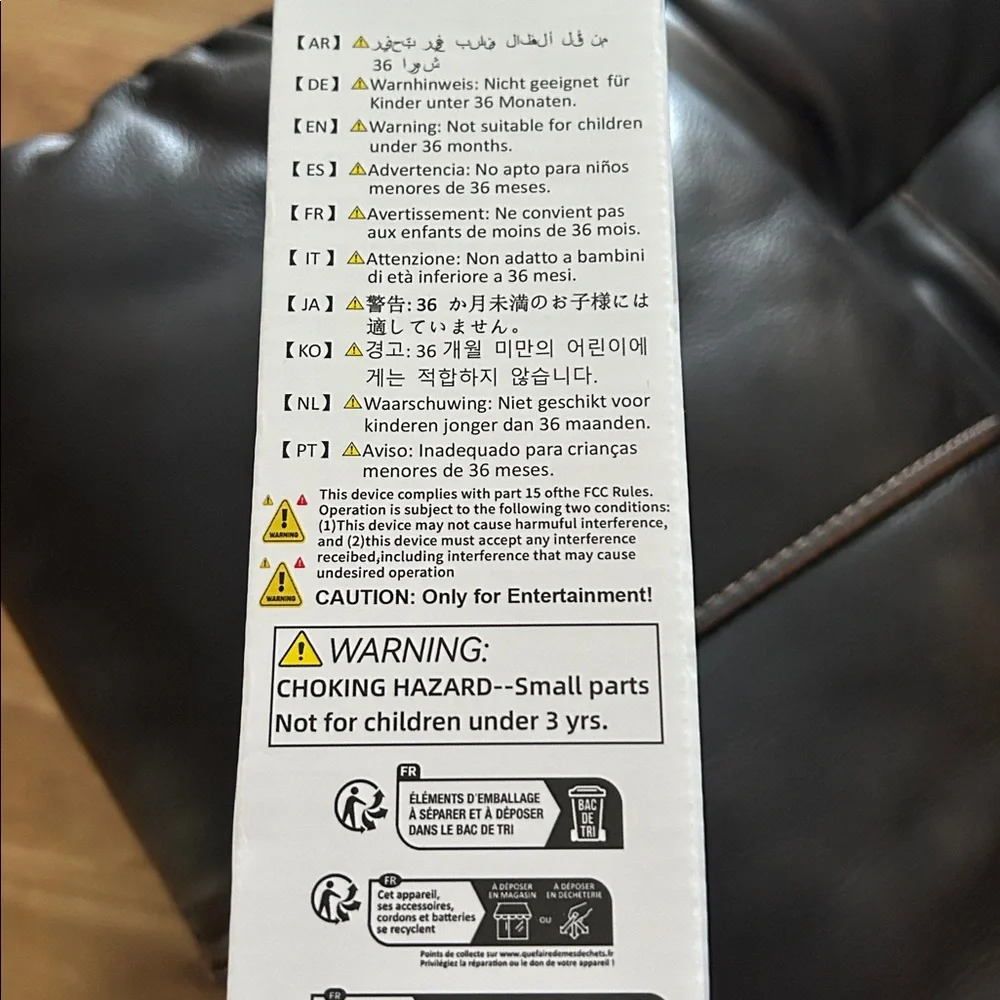 【AR】⚠
36
【DE】⚠Warnhinweis: Nicht geeignet für
Kinder unter 36 Monaten.
【EN】⚠Warning: Not suitable for children
under 36 months.
【ES】⚠Advertencia: No apto para niños
menores de 36 meses.
【FR】⚠Avertissement: Ne convient pas
aux enfants de moins de 36 mois.
【IT】⚠Attenzione: Non adatto a bambini
di età inferiore a 36 mesi.
【JA】⚠警告: 36 か月未満のお子様には
適していません。
【KO】⚠경고: 36 개월 미만의 어린이에
게는 적합하지 않습니다.
【NL】⚠Waarschuwing: Niet geschikt voor
kinderen jonger dan 36 maanden.
【PT】⚠Aviso: Inadequado para crianças
menores de 36 meses.
This device complies with part 15 ofthe FCC Rules.
Operation is subject to the following two conditions:
(1)This device may not cause harmuful interference,
and (2)this device must accept any interference
receibed,including interference that may cause
undesired operation
WARNING
WARNING
CAUTION: Only for Entertainment!
⚠ WARNING:
CHOKING HAZARD--Small parts
Not for children under 3 yrs.
FR
ÉLÉMENTS D'EMBALLAGE
À SÉPARER ET À DÉPOSER
DANS LE BAC DE TRI
BAC
DE
TRI
FR
Cet appareil,
ses accessoires,
cordons et batteries
se recyclent
À DÉPOSER
EN MAGASIN
OU
À DÉPOSER
EN DÉCHÈTERIE
Points de collecte sur www.quefairedemesdechets.fr
Privilégiez la réparation ou le don de votre appareil !
FR